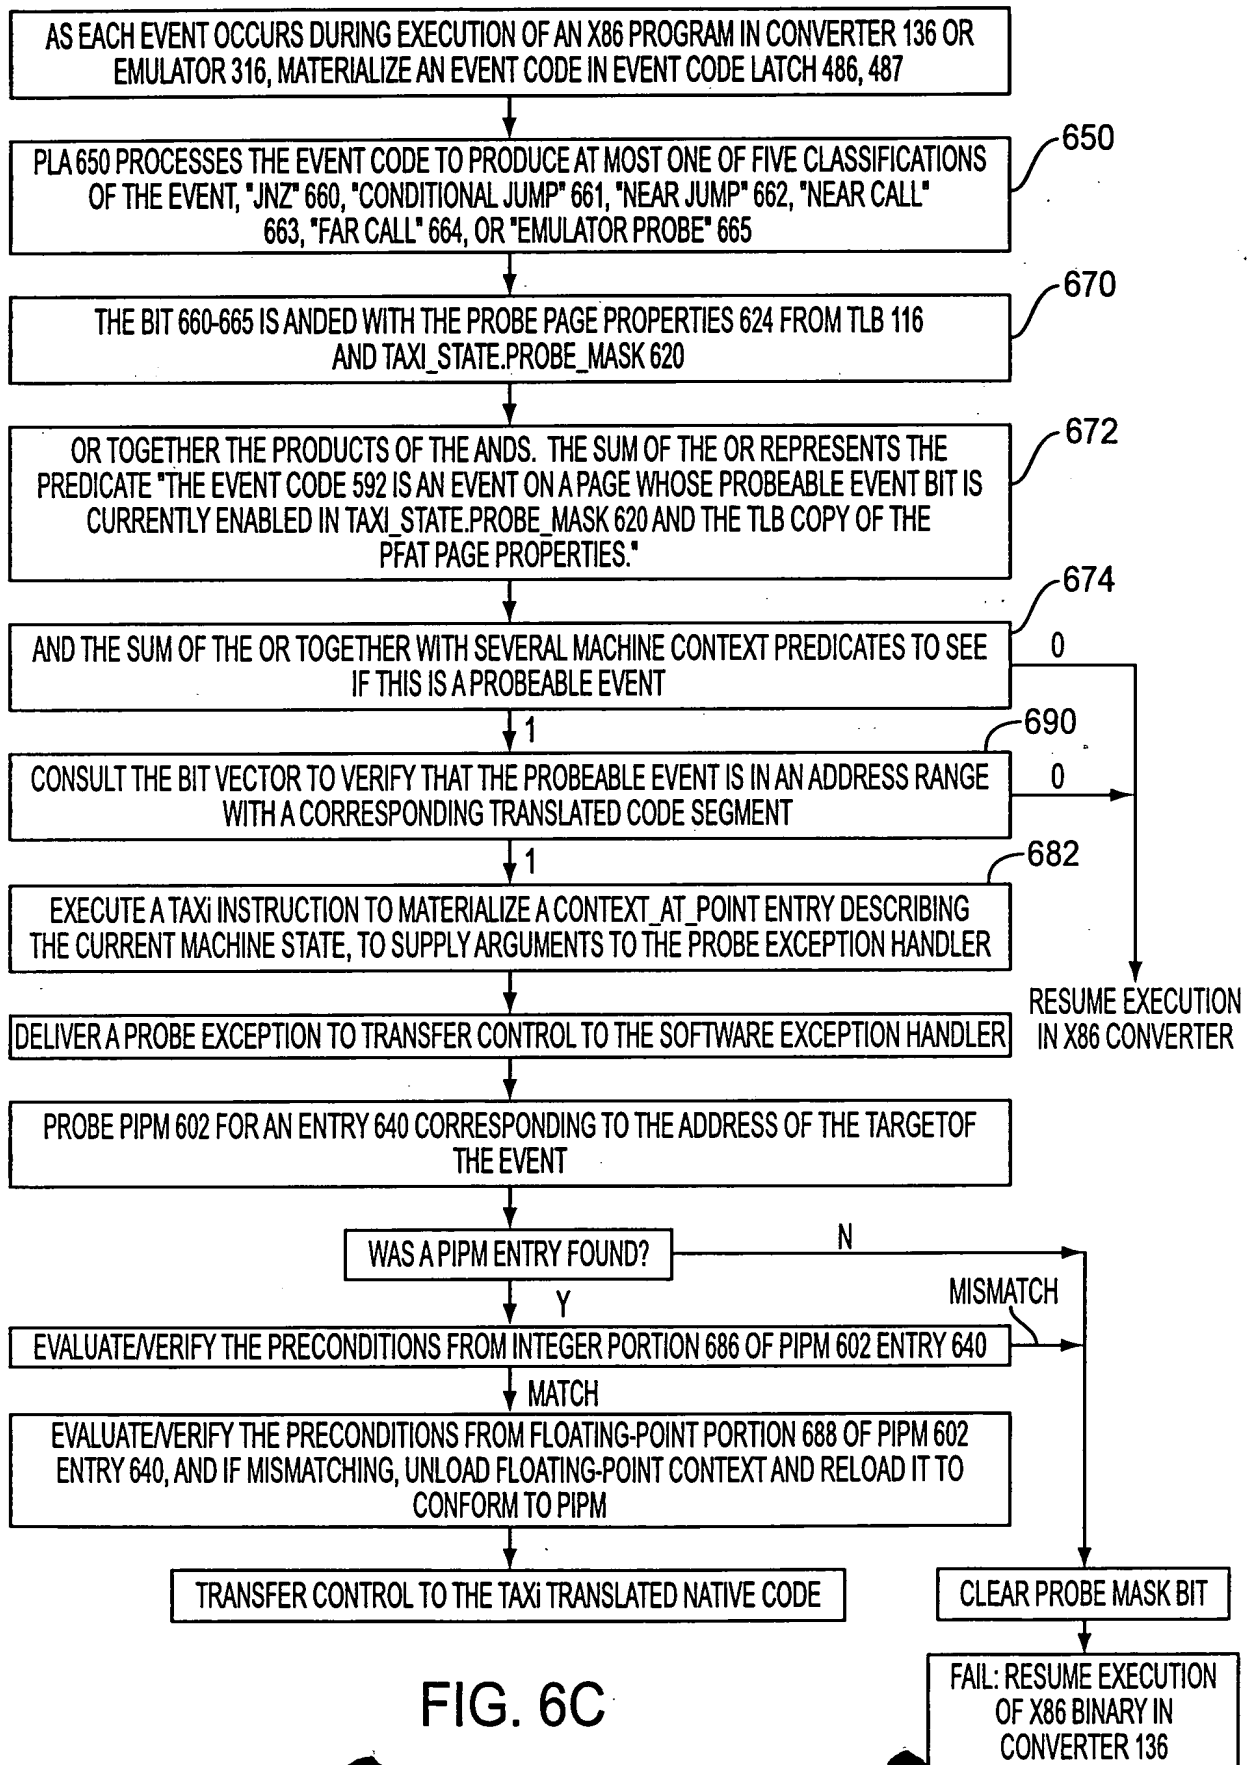 AS EACH EVENT OCCURS DURING EXECUTION OF AN X86 PROGRAM IN CONVERTER 136 OR
EMULATOR 316, MATERIALIZE AN EVENT CODE IN EVENT CODE LATCH 486, 487
650
PLA 650 PROCESSES THE EVENT CODE TO PRODUCE AT MOST ONE OF FIVE CLASSIFICATIONS
OF THE EVENT, "JNZ" 660, "CONDITIONAL JUMP" 661, "NEAR JUMP" 662, "NEAR CALL"
663, "FAR CALL" 664, OR "EMULATOR PROBE" 665
670
THE BIT 660-665 IS ANDED WITH THE PROBE PAGE PROPERTIES 624 FROM TLB 116
AND TAXI_STATE.PROBE_MASK 620
672
OR TOGETHER THE PRODUCTS OF THE ANDS. THE SUM OF THE OR REPRESENTS THE
PREDICATE "THE EVENT CODE 592 IS AN EVENT ON A PAGE WHOSE PROBEABLE EVENT BIT IS
CURRENTLY ENABLED IN TAXI_STATE.PROBE_MASK 620 AND THE TLB COPY OF THE
PFAT PAGE PROPERTIES."
674
AND THE SUM OF THE OR TOGETHER WITH SEVERAL MACHINE CONTEXT PREDICATES TO SEE
IF THIS IS A PROBEABLE EVENT
0
1
690
CONSULT THE BIT VECTOR TO VERIFY THAT THE PROBEABLE EVENT IS IN AN ADDRESS RANGE
WITH A CORRESPONDING TRANSLATED CODE SEGMENT
0
1
682
EXECUTE A TAXi INSTRUCTION TO MATERIALIZE A CONTEXT_AT_POINT ENTRY DESCRIBING
THE CURRENT MACHINE STATE, TO SUPPLY ARGUMENTS TO THE PROBE EXCEPTION HANDLER
RESUME EXECUTION
IN X86 CONVERTER
DELIVER A PROBE EXCEPTION TO TRANSFER CONTROL TO THE SOFTWARE EXCEPTION HANDLER
PROBE PIPM 602 FOR AN ENTRY 640 CORRESPONDING TO THE ADDRESS OF THE TARGETOF
THE EVENT
WAS A PIPM ENTRY FOUND?
N
Y
MISMATCH
EVALUATE/VERIFY THE PRECONDITIONS FROM INTEGER PORTION 686 OF PIPM 602 ENTRY 640
MATCH
EVALUATE/VERIFY THE PRECONDITIONS FROM FLOATING-POINT PORTION 688 OF PIPM 602
ENTRY 640, AND IF MISMATCHING, UNLOAD FLOATING-POINT CONTEXT AND RELOAD IT TO
CONFORM TO PIPM
TRANSFER CONTROL TO THE TAXi TRANSLATED NATIVE CODE
CLEAR PROBE MASK BIT
FAIL: RESUME EXECUTION
OF X86 BINARY IN
CONVERTER 136
FIG. 6C